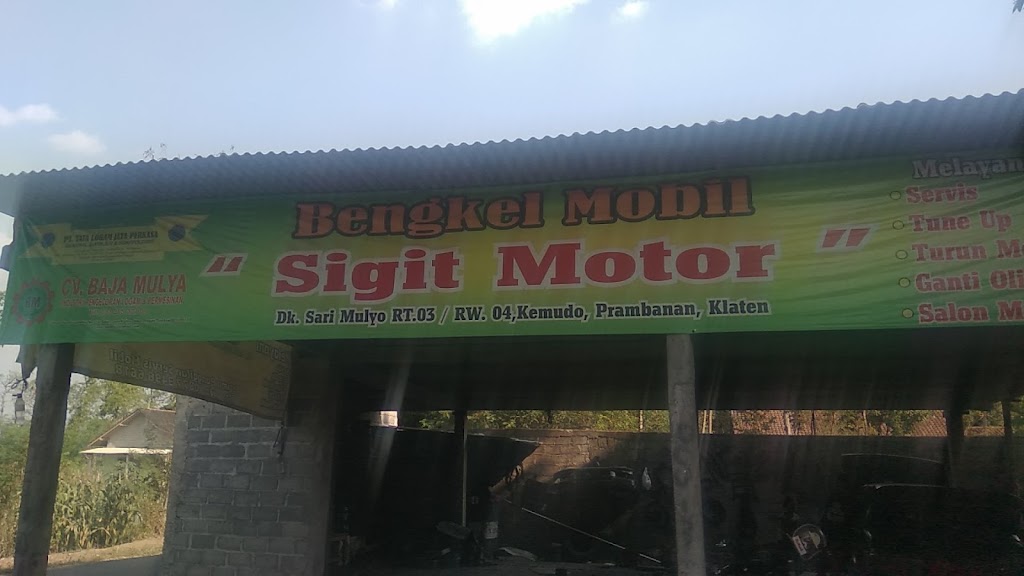 Bengkel Mobil
" Sigit Motor "
Dk. Sari Mulyo RT.03 / RW. 04,Kemudo, Prambanan, Klaten
CV. BAJA MULYA
Melayan
Servis
Tune Up
Turun M
Ganti Oli
Salon M